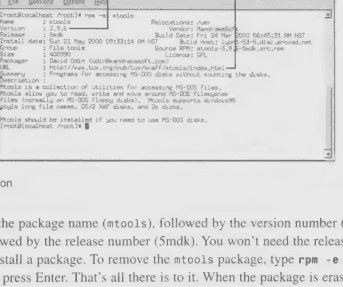 File Sessions Options Help
[root@localhost /root]# rpm -qi mtools
Name : mtools Relocations: /usr
Version : 3.9.6 Vendor: MandrakeSoft
Release : 5mdk Build Date: Fri 24 Mar 2000 06:45:31 AM HST
Install date: Sun 21 May 2000 09:33:14 AM HST Build Host:
Group : File tools Source RPM: mtools-3.9.6-5mdk.src.rpm
Size : 400990 License: GPL
Packager : David Odin <odin@mandrakesoft.com>
URL : http://www.tux.org/pub/tux/knaff/mtools/index.html
Summary : Programs for accessing MS-DOS disks without mounting the disks.
Description :
Mtools is a collection of utilities for accessing MS-DOS files.
Mtools allow you to read, write and move around MS-DOS filesystem
files (normally on MS-DOS floppy disks). Mtools supports Windows95
style long file names, OS/2 Xdf disks, and 2m disks.
Mtools should be installed if you need to use MS-DOS disks.
[root@localhost /root]#
on
the package name (mtools), followed by the version number (
wed by the release number (5mdk). You won't need the releas
stall a package. To remove the mtools package, type rpm -e
press Enter. That's all there is to it. When the package is eras